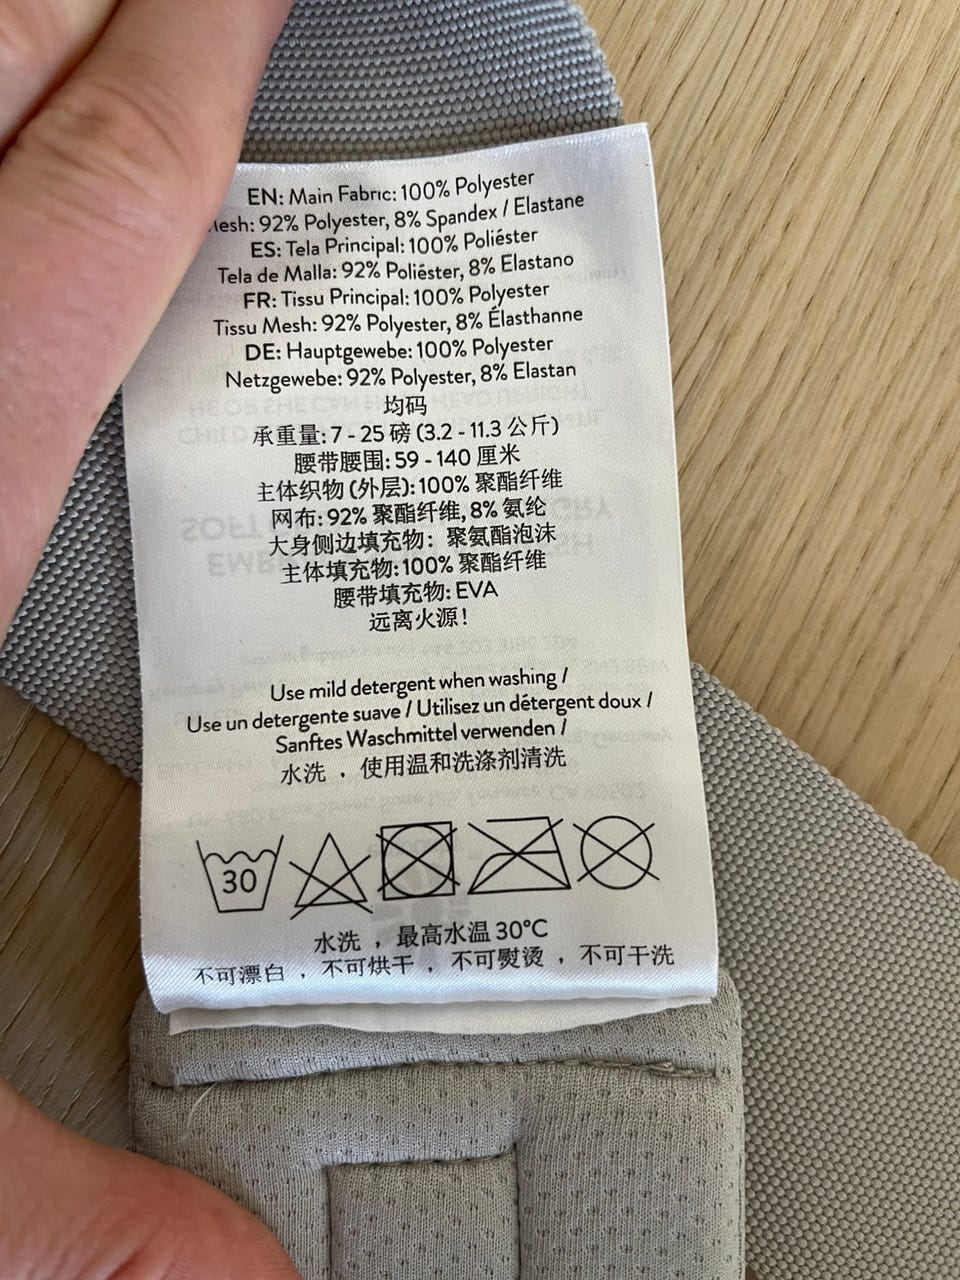 EN: Main Fabric: 100% Polyester
Mesh: 92% Polyester, 8% Spandex / Elastane
ES: Tela Principal: 100% Poliéster
Tela de Malla: 92% Poliéster, 8% Elastano
FR: Tissu Principal: 100% Polyester
Tissu Mesh: 92% Polyester, 8% Élasthanne
DE: Hauptgewebe: 100% Polyester
Netzgewebe: 92% Polyester, 8% Elastan
均码
承重量: 7 - 25 磅 (3.2 - 11.3 公斤)
腰带腰围: 59 - 140 厘米
主体织物 (外层): 100% 聚酯纤维
网布: 92% 聚酯纤维, 8% 氨纶
大身侧边填充物：聚氨酯泡沫
主体填充物: 100% 聚酯纤维
腰带填充物: EVA
远离火源!
Use mild detergent when washing /
Use un detergente suave / Utilisez un détergent doux /
Sanftes Waschmittel verwenden /
水洗，使用温和洗涤剂清洗
30
水洗，最高水温 30°C
不可漂白，不可烘干，不可熨烫，不可干洗